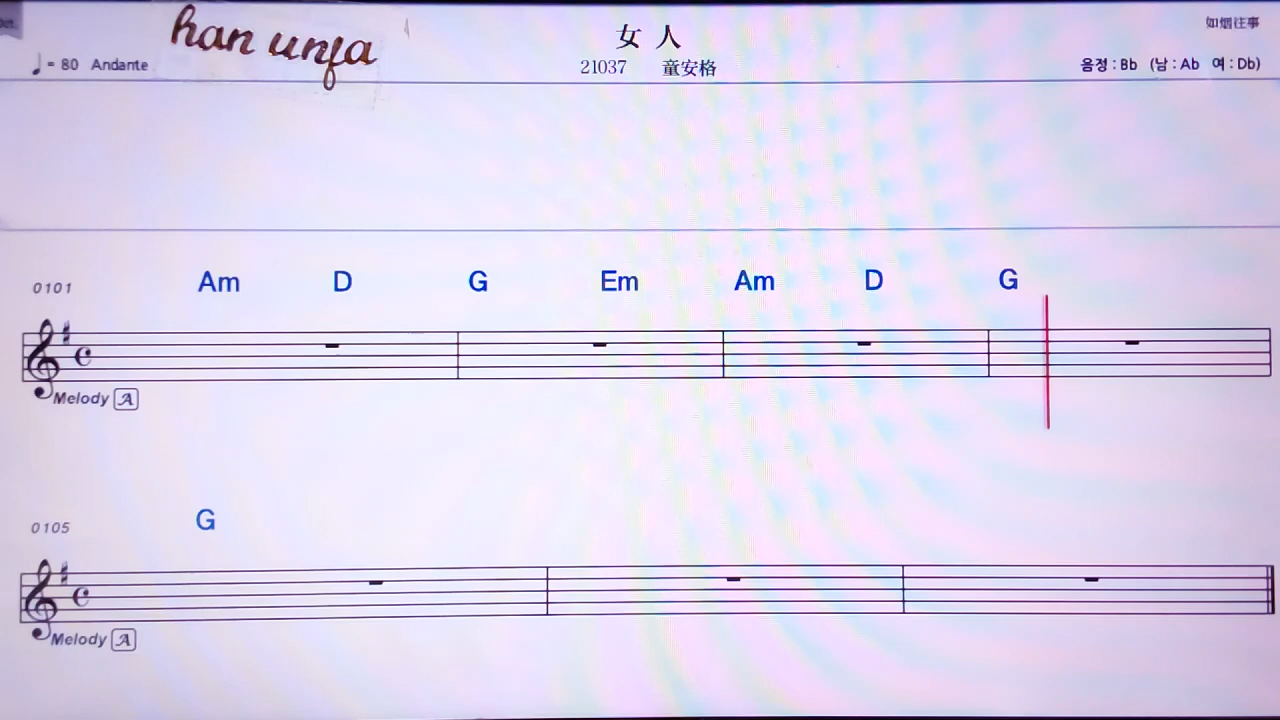 han unfa
女人
如烟往事
♩= 80 Andante
21037 童安格
음정 : Bb (남 : Ab 여 : Db)
Am D G Em Am D G
0101
Melody A
G
0105
Melody A